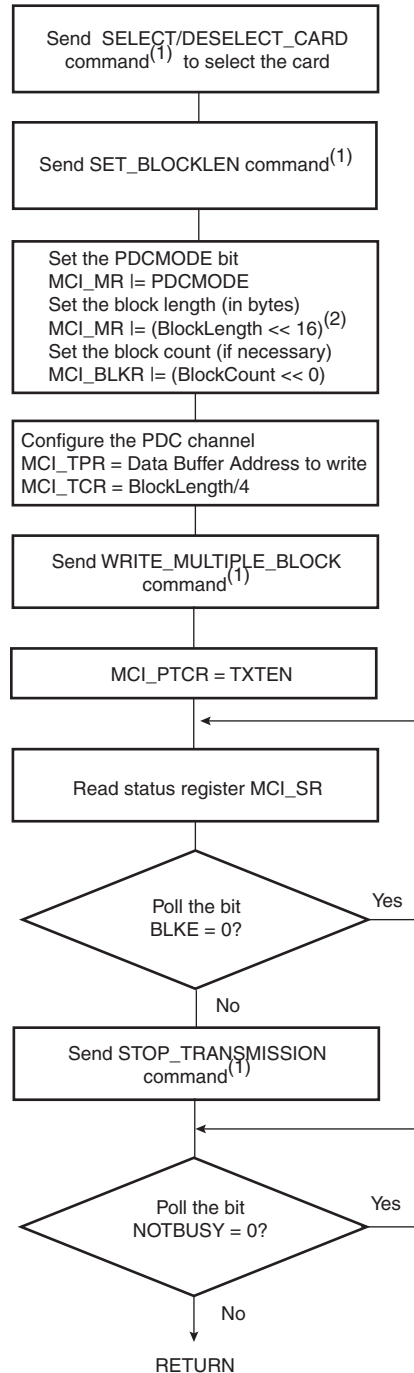 Send SELECT/DESELECT_CARD
command(1) to select the card
Send SET_BLOCKLEN command(1)
Set the PDCMODE bit
MCI_MR |= PDCMODE
Set the block length (in bytes)
MCI_MR |= (BlockLength << 16)(2)
Set the block count (if necessary)
MCI_BLKR |= (BlockCount << 0)
Configure the PDC channel
MCI_TPR = Data Buffer Address to write
MCI_TCR = BlockLength/4
Send WRITE_MULTIPLE_BLOCK
command(1)
MCI_PTCR = TXTEN
Read status register MCI_SR
Poll the bit
BLKE = 0?
Yes
No
Send STOP_TRANSMISSION
command(1)
Poll the bit
NOTBUSY = 0?
Yes
No
RETURN